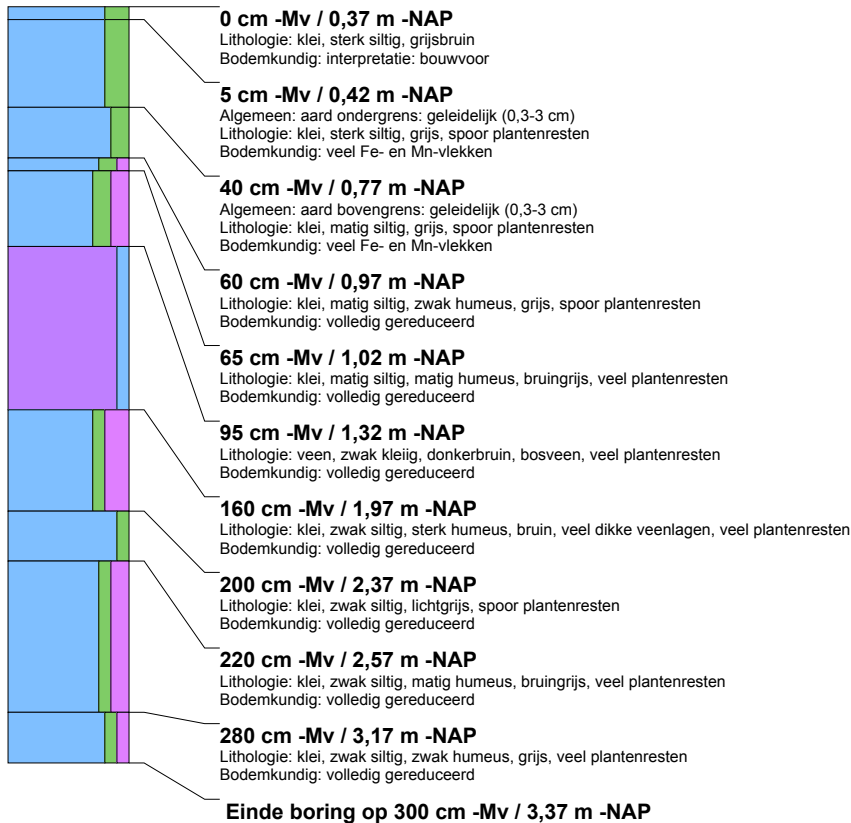 0 cm -Mv / 0,37 m -NAP
Lithologie: klei, sterk siltig, grijsbruin
Bodemkundig: interpretatie: bouwvoor
5 cm -Mv / 0,42 m -NAP
Algemeen: aard ondergrens: geleidelijk (0,3-3 cm)
Lithologie: klei, sterk siltig, grijs, spoor plantenresten
Bodemkundig: veel Fe- en Mn-vlekken
40 cm -Mv / 0,77 m -NAP
Algemeen: aard bovengrens: geleidelijk (0,3-3 cm)
Lithologie: klei, matig siltig, grijs, spoor plantenresten
Bodemkundig: veel Fe- en Mn-vlekken
60 cm -Mv / 0,97 m -NAP
Lithologie: klei, matig siltig, zwak humeus, grijs, spoor plantenresten
Bodemkundig: volledig gereduceerd
65 cm -Mv / 1,02 m -NAP
Lithologie: klei, matig siltig, matig humeus, bruingrijs, veel plantenresten
Bodemkundig: volledig gereduceerd
95 cm -Mv / 1,32 m -NAP
Lithologie: veen, zwak kleiig, donkerbruin, bosveen, veel plantenresten
Bodemkundig: volledig gereduceerd
160 cm -Mv / 1,97 m -NAP
Lithologie: klei, zwak siltig, sterk humeus, bruin, veel dikke veenlagen, veel plantenresten
Bodemkundig: volledig gereduceerd
200 cm -Mv / 2,37 m -NAP
Lithologie: klei, zwak siltig, lichtgrijs, spoor plantenresten
Bodemkundig: volledig gereduceerd
220 cm -Mv / 2,57 m -NAP
Lithologie: klei, zwak siltig, matig humeus, bruingrijs, veel plantenresten
Bodemkundig: volledig gereduceerd
280 cm -Mv / 3,17 m -NAP
Lithologie: klei, zwak siltig, zwak humeus, grijs, veel plantenresten
Bodemkundig: volledig gereduceerd
Einde boring op 300 cm -Mv / 3,37 m -NAP